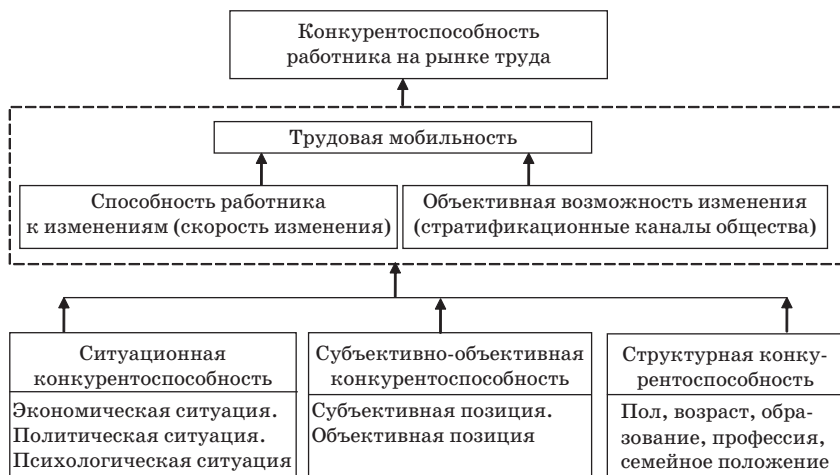 Конкурентоспособность
работника на рынке труда
Трудовая мобильность
Способность работника
к изменениям (скорость изменения)
Объективная возможность изменения
(стратификационные каналы общества)
Ситуационная
конкурентоспособность
Экономическая ситуация.
Политическая ситуация.
Психологическая ситуация
Субъективно-объективная
конкурентоспособность
Субъективная позиция.
Объективная позиция
Структурная конку-
рентоспособность
Пол, возраст, обра-
зование, профессия,
семейное положение